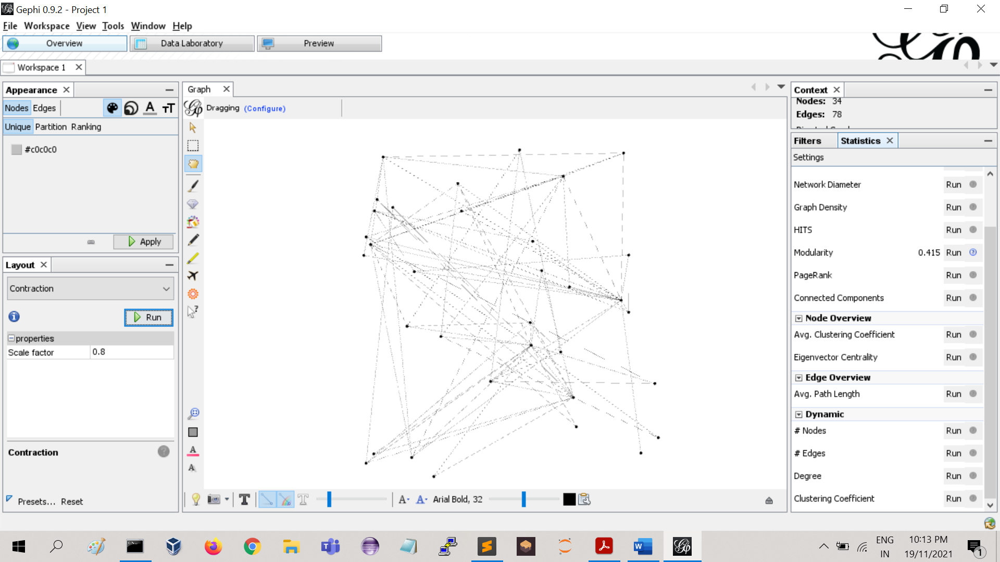 Gephi 0.9.2 - Project 1
File Workspace View Tools Window Help
Overview
Data Laboratory
Preview
Workspace 1
Appearance
Nodes Edges
Unique Partition Ranking
#c0c0c0
Apply
Layout
Contraction
Run
properties
Scale factor 0.8
Contraction
Presets... Reset
Graph
Dragging (Configure)
Arial Bold, 32
Context
Nodes: 34
Edges: 78
Filters Statistics
Settings
Network Diameter Run
Graph Density Run
HITS Run
Modularity 0.415 Run
PageRank Run
Connected Components Run
Node Overview
Avg. Clustering Coefficient Run
Eigenvector Centrality Run
Edge Overview
Avg. Path Length Run
Dynamic
# Nodes Run
# Edges Run
Degree Run
Clustering Coefficient Run
ENG
IN
10:13 PM
19/11/2021
1